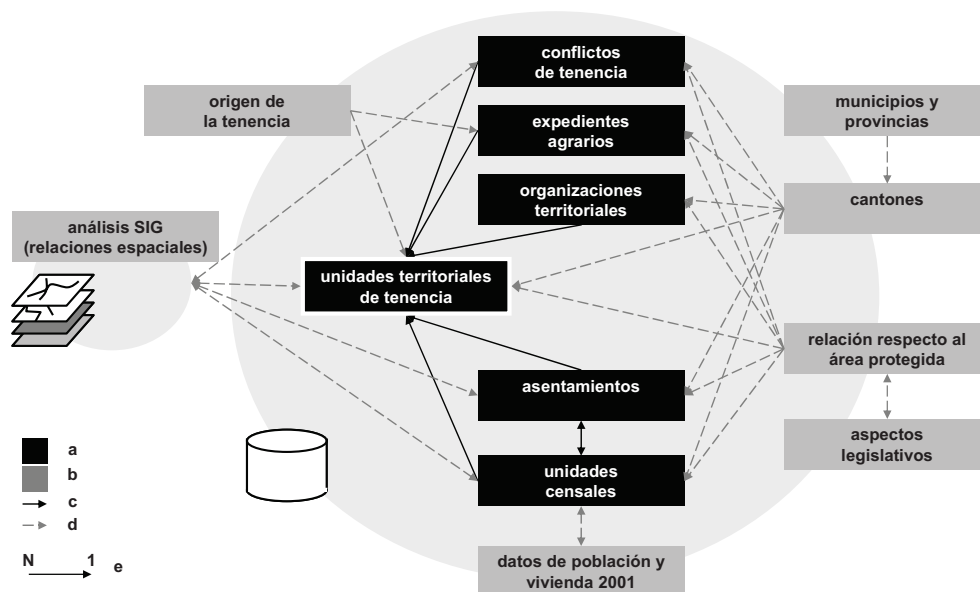 conflictos
de tenencia
origen de
la tenencia
municipios y
provincias
expedientes
agrarios
organizaciones
territoriales
cantones
análisis SIG
(relaciones espaciales)
unidades territoriales
de tenencia
relación respecto al
área protegida
asentamientos
aspectos
legislativos
unidades
censales
datos de población y
vivienda 2001
a
b
c
d
N 1 e